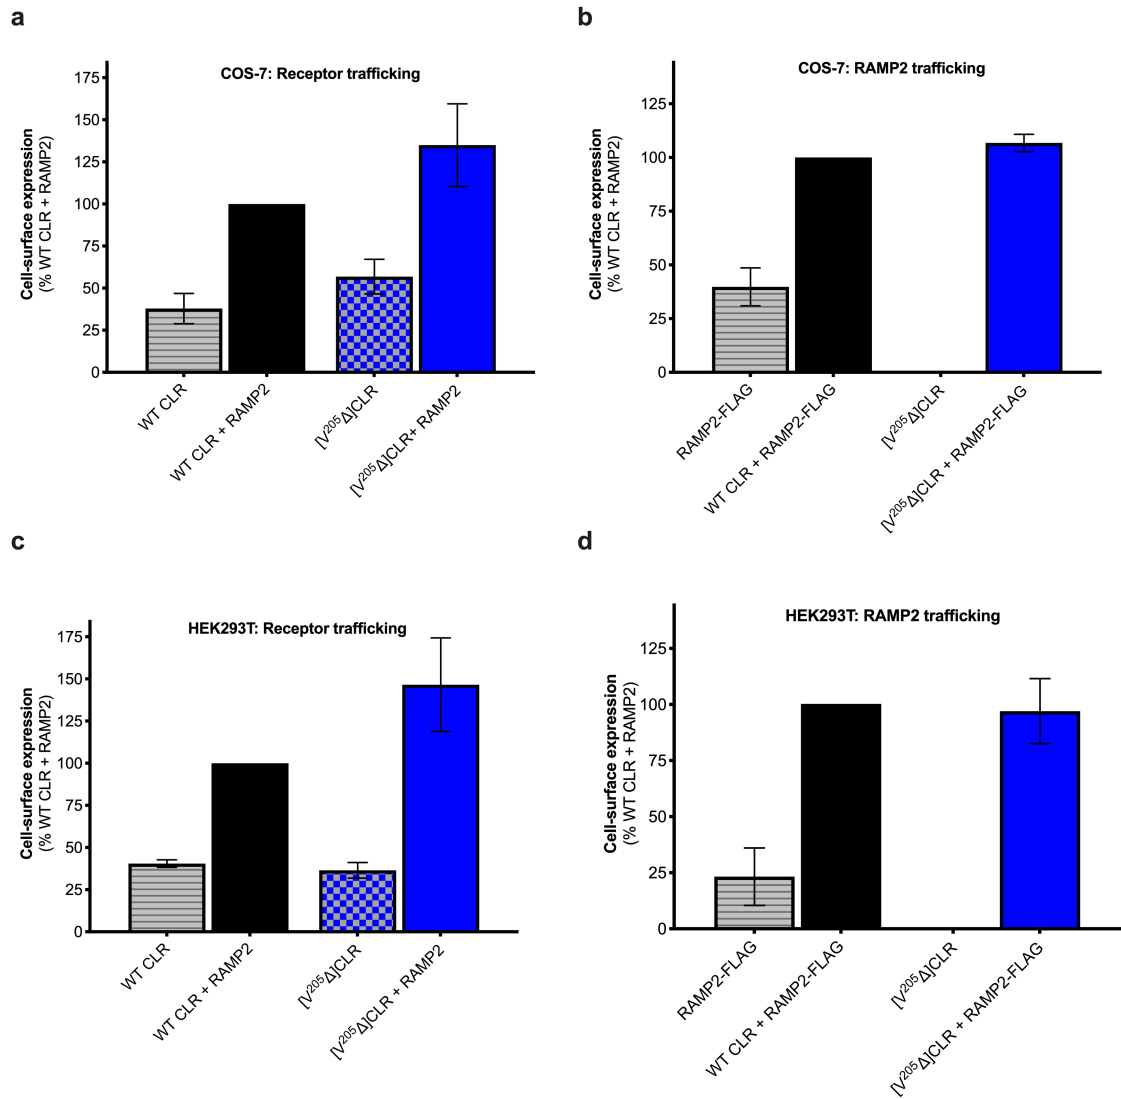 a
COS-7: Receptor trafficking
Cell-surface expression
(% WT CLR + RAMP2)
175
150
125
100
75
50
25
0
WT CLR
WT CLR + RAMP2
[V²⁰⁵Δ]CLR
[V²⁰⁵Δ]CLR+ RAMP2
b
COS-7: RAMP2 trafficking
Cell-surface expression
(% WT CLR + RAMP2)
125
100
75
50
25
0
RAMP2-FLAG
WT CLR + RAMP2-FLAG
[V²⁰⁵Δ]CLR
[V²⁰⁵Δ]CLR + RAMP2-FLAG
c
HEK293T: Receptor trafficking
Cell-surface expression
(% WT CLR + RAMP2)
175
150
125
100
75
50
25
0
WT CLR
WT CLR + RAMP2
[V²⁰⁵Δ]CLR
[V²⁰⁵Δ]CLR + RAMP2
d
HEK293T: RAMP2 trafficking
Cell-surface expression
(% WT CLR + RAMP2)
125
100
75
50
25
0
RAMP2-FLAG
WT CLR + RAMP2-FLAG
[V²⁰⁵Δ]CLR
[V²⁰⁵Δ]CLR + RAMP2-FLAG